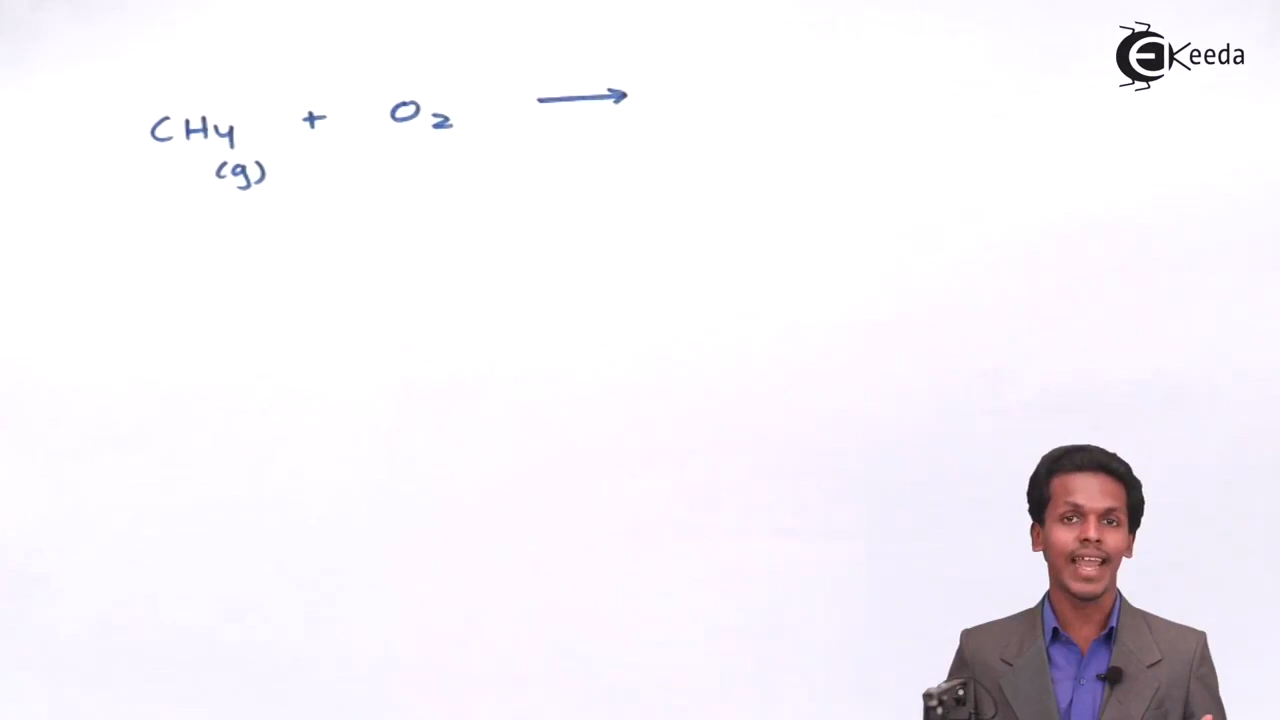 CH4 + O2 →
(g)
EKeeda